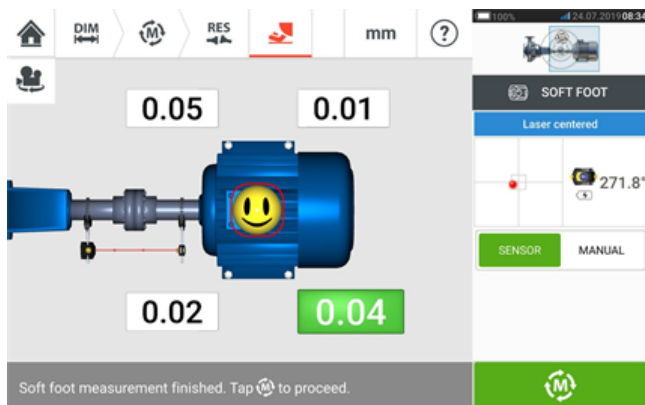 DIM
M
RES
mm
?
100%
24.07.2019 08:34
SOFT FOOT
Laser centered
271.8°
SENSOR
MANUAL
0.05
0.01
0.02
0.04
Soft foot measurement finished. Tap M to proceed.
M